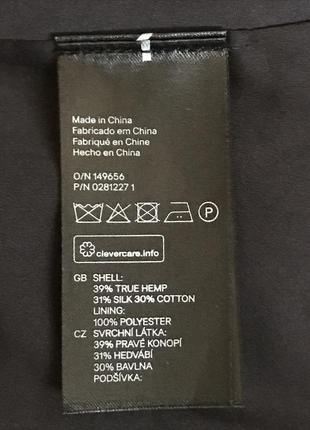 Made in China
Fabricado em China
Fabriqué en Chine
Hecho en China
O/N 149656
P/N 0281227 1
P
clevercare.info
GB SHELL:
39% TRUE HEMP
31% SILK 30% COTTON
LINING:
100% POLYESTER
CZ SVRCHNÍ LÁTKA:
39% PRAVÉ KONOPÍ
31% HEDVÁBÍ
30% BAVLNA
PODŠÍVKA: